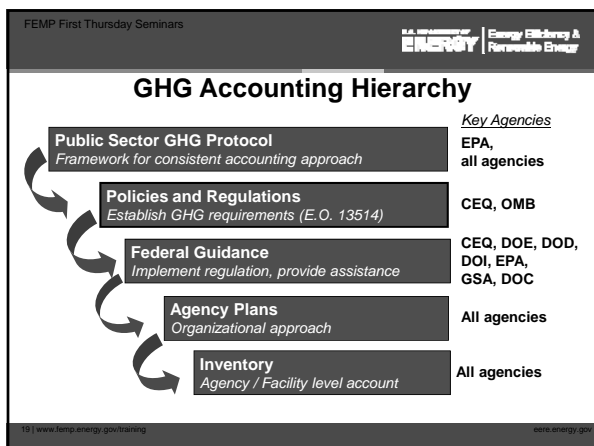 FEMP First Thursday Seminars
U.S. DEPARTMENT OF
ENERGY
Energy Efficiency &
Renewable Energy
GHG Accounting Hierarchy
Key Agencies
Public Sector GHG Protocol
Framework for consistent accounting approach
EPA,
all agencies
Policies and Regulations
Establish GHG requirements (E.O. 13514)
CEQ, OMB
Federal Guidance
Implement regulation, provide assistance
CEQ, DOE, DOD,
DOI, EPA,
GSA, DOC
Agency Plans
Organizational approach
All agencies
Inventory
Agency / Facility level account
All agencies
19 | www.femp.energy.gov/training
eere.energy.gov